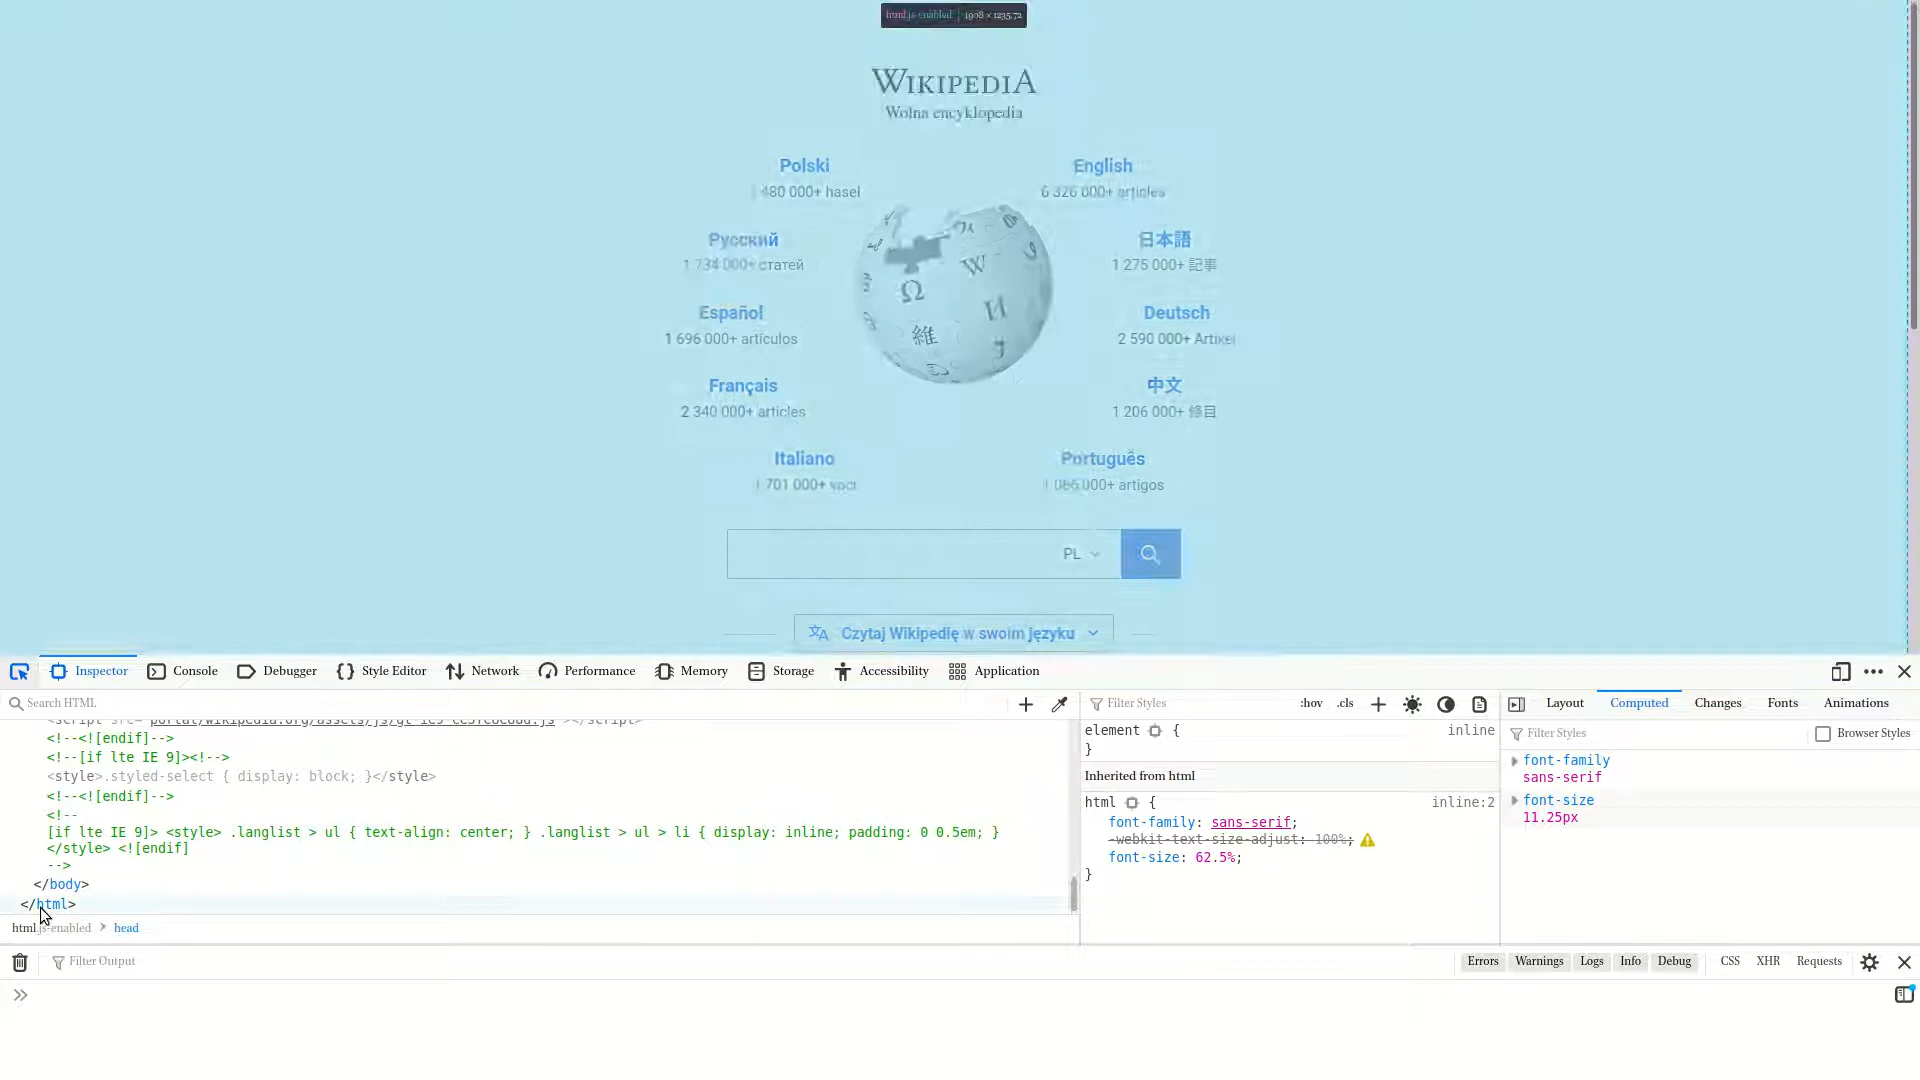 html.js-enabled | 1908 × 1235.72
WIKIPEDIA
Wolna encyklopedia
Polski
480 000+ haseł
English
6 326 000+ articles
Русский
1 734 000+ статей
日本語
1 275 000+ 記事
Español
1 696 000+ artículos
Deutsch
2 590 000+ Artikel
Français
2 340 000+ articles
中文
1 206 000+ 條目
Italiano
1 701 000+ voci
Português
1 066 000+ artigos
Ω W И 維
PL
Czytaj Wikipedię w swoim języku
Inspector Console Debugger Style Editor Network Performance Memory Storage Accessibility Application
Search HTML
<!--<![endif]-->
<!--[if lte IE 9]><!-->
<style>.styled-select { display: block; }</style>
<!--<![endif]-->
<!--
[if lte IE 9]> <style> .langlist > ul { text-align: center; } .langlist > ul > li { display: inline; padding: 0 0.5em; }
</style> <![endif]
-->
</body>
</html>
html.js-enabled > head
Filter Styles :hov .cls
element { inline
}
Inherited from html
html { inline:2
font-family: sans-serif;
-webkit-text-size-adjust: 100%;
font-size: 62.5%;
}
Layout Computed Changes Fonts Animations
Filter Styles Browser Styles
font-family
sans-serif
font-size
11.25px
Filter Output Errors Warnings Logs Info Debug CSS XHR Requests